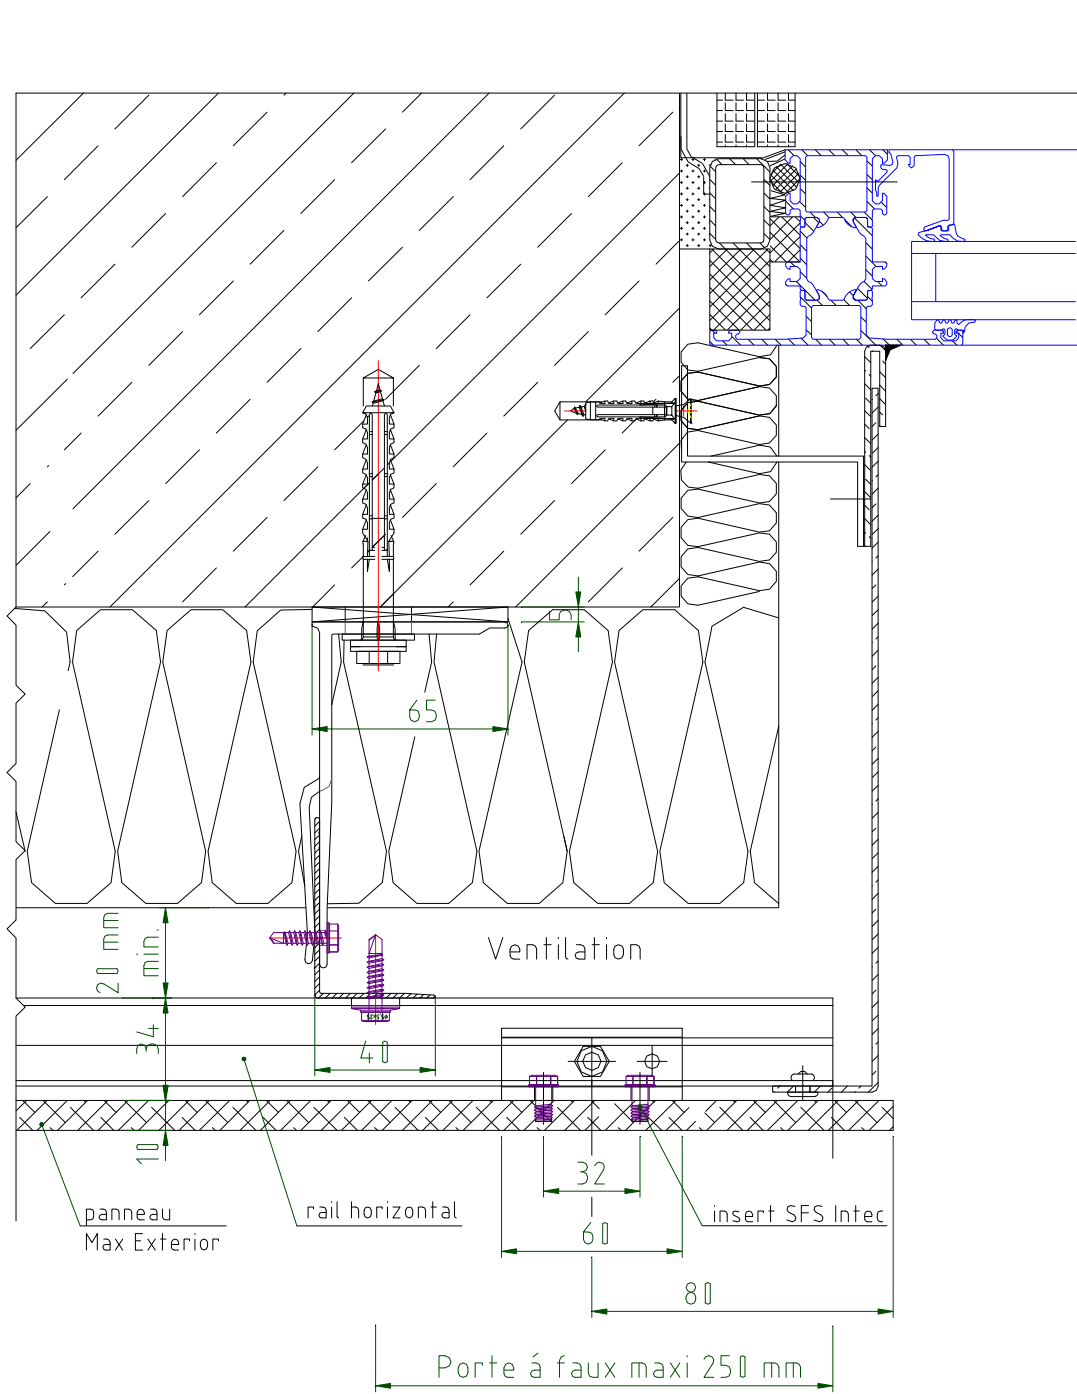 5
65
Ventilation
20 mm
min.
34
40
10
32
panneau
Max Exterior
rail horizontal
insert SFS Intec
60
80
Porte á faux maxi 250 mm